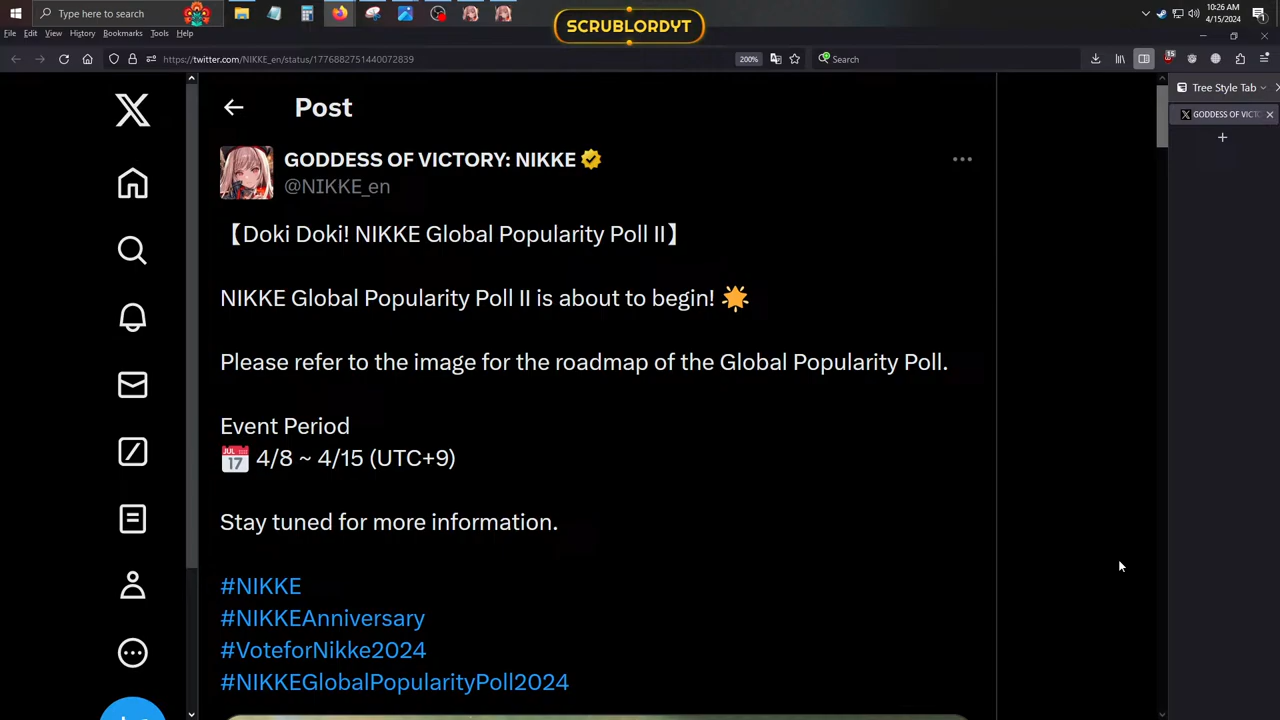 Type here to search
SCRUBLORDYT
10:26 AM
4/15/2024
File Edit View History Bookmarks Tools Help
https://twitter.com/NIKKE_en/status/1776882751440072839
200%
Search
15
Tree Style Tab
GODDESS OF VICT
Post
GODDESS OF VICTORY: NIKKE
@NIKKE_en
【Doki Doki! NIKKE Global Popularity Poll II】
NIKKE Global Popularity Poll II is about to begin!
Please refer to the image for the roadmap of the Global Popularity Poll.
Event Period
JUL
17
4/8 ~ 4/15 (UTC+9)
Stay tuned for more information.
#NIKKE
#NIKKEAnniversary
#VoteforNikke2024
#NIKKEGlobalPopularityPoll2024